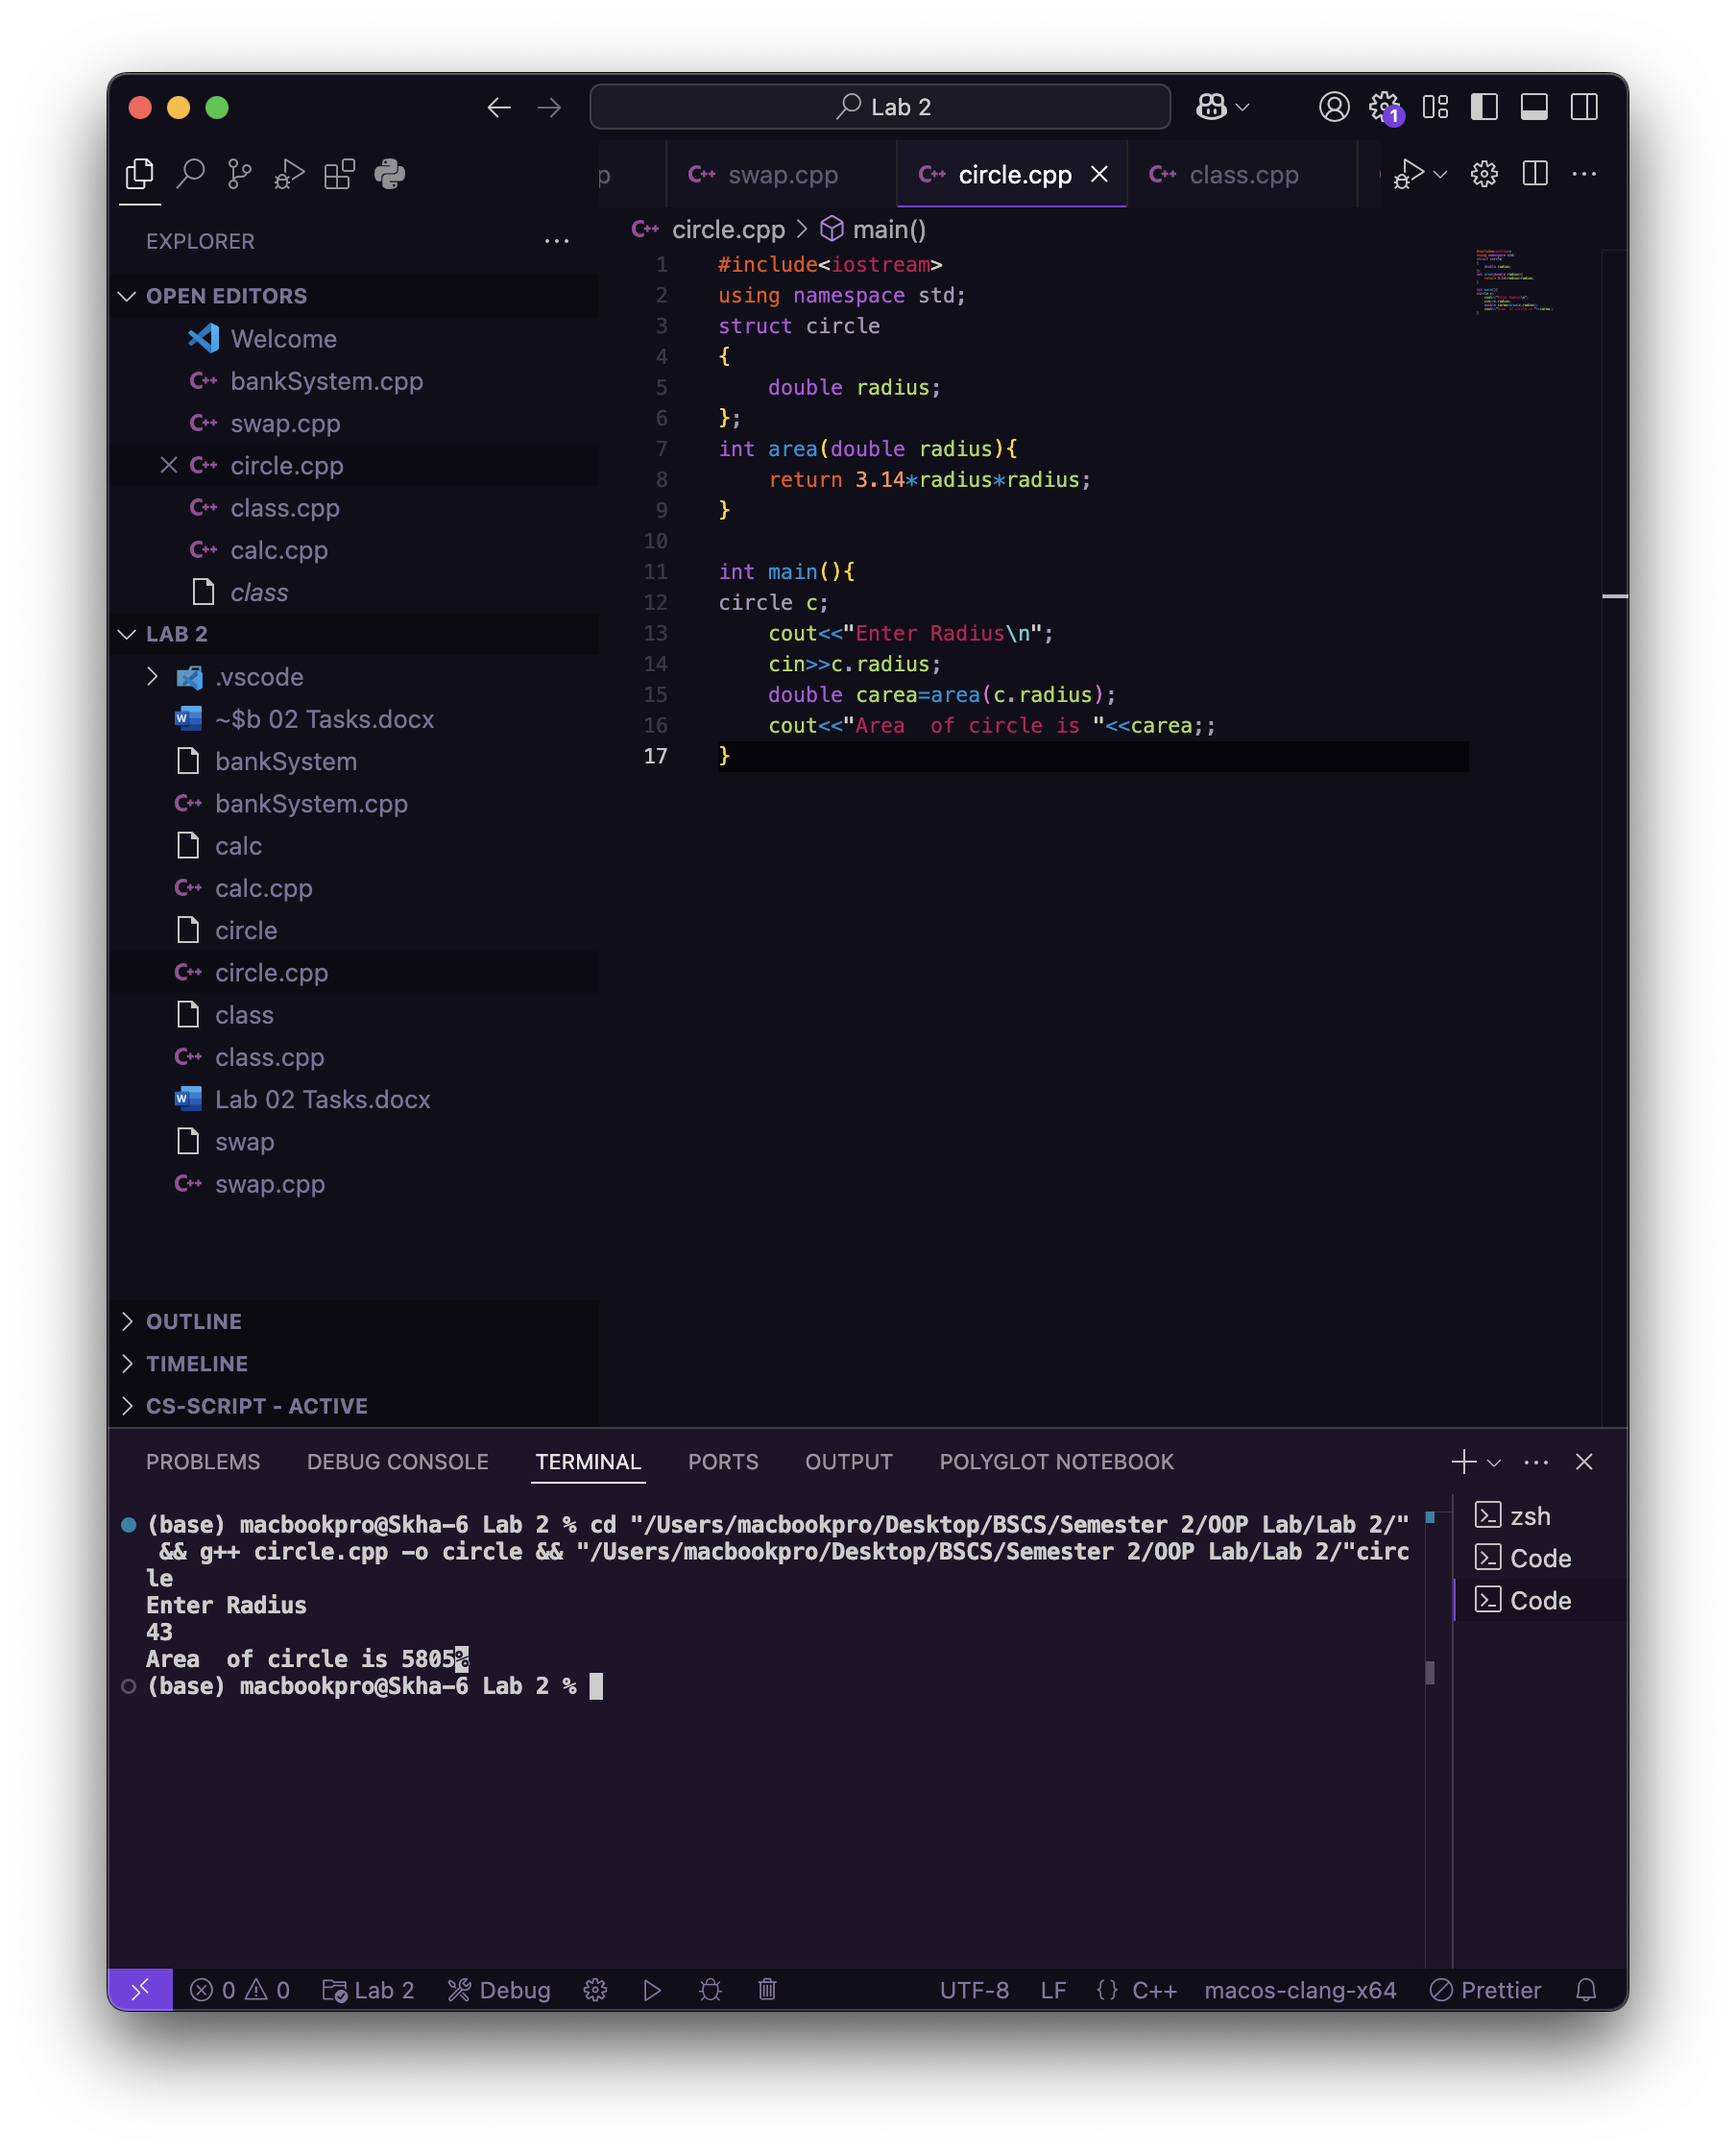 Lab 2
1
p
C++ swap.cpp
C++ circle.cpp
C++ class.cpp
EXPLORER
OPEN EDITORS
Welcome
C++ bankSystem.cpp
C++ swap.cpp
C++ circle.cpp
C++ class.cpp
C++ calc.cpp
class
LAB 2
.vscode
W ~$b 02 Tasks.docx
bankSystem
C++ bankSystem.cpp
calc
C++ calc.cpp
circle
C++ circle.cpp
class
C++ class.cpp
W Lab 02 Tasks.docx
swap
C++ swap.cpp
OUTLINE
TIMELINE
CS-SCRIPT - ACTIVE
C++ circle.cpp > main()
1 #include<iostream>
2 using namespace std;
3 struct circle
4 {
5     double radius;
6 };
7 int area(double radius){
8     return 3.14*radius*radius;
9 }
10
11 int main(){
12 circle c;
13     cout<<"Enter Radius\n";
14     cin>>c.radius;
15     double carea=area(c.radius);
16     cout<<"Area  of circle is "<<carea;;
17 }
PROBLEMS DEBUG CONSOLE TERMINAL PORTS OUTPUT POLYGLOT NOTEBOOK
(base) macbookpro@Skha-6 Lab 2 % cd "/Users/macbookpro/Desktop/BSCS/Semester 2/OOP Lab/Lab 2/"
 && g++ circle.cpp -o circle && "/Users/macbookpro/Desktop/BSCS/Semester 2/OOP Lab/Lab 2/"circ
le
Enter Radius
43
Area  of circle is 5805%
(base) macbookpro@Skha-6 Lab 2 %
zsh
Code
Code
0 0 Lab 2 Debug UTF-8 LF {} C++ macos-clang-x64 Prettier